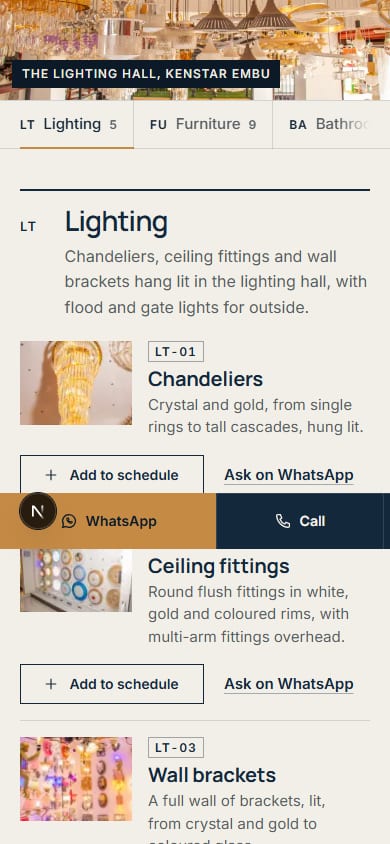 THE LIGHTING HALL, KENSTAR EMBU
LT Lighting 5 FU Furniture 9 BA Bathroo
LT Lighting
Chandeliers, ceiling fittings and wall
brackets hang lit in the lighting hall, with
flood and gate lights for outside.
LT-01
Chandeliers
Crystal and gold, from single
rings to tall cascades, hung lit.
+ Add to schedule Ask on WhatsApp
N WhatsApp Call
Ceiling fittings
Round flush fittings in white,
gold and coloured rims, with
multi-arm fittings overhead.
+ Add to schedule Ask on WhatsApp
LT-03
Wall brackets
A full wall of brackets, lit,
from crystal and gold to
coloured glass